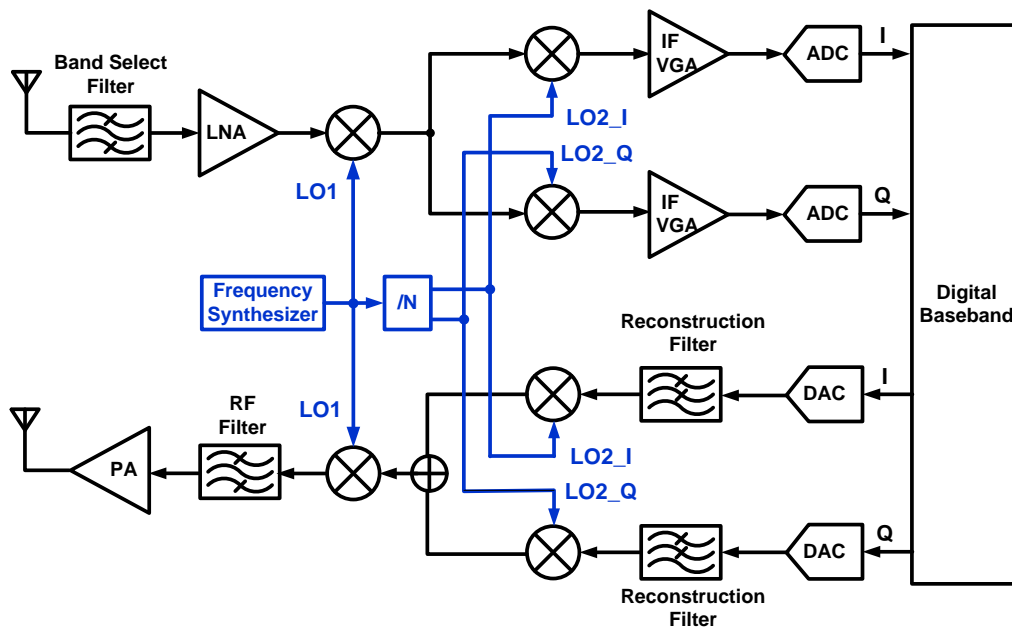 Band Select
Filter
LNA
LO1
IF
VGA
ADC
I
LO2_I
LO2_Q
IF
VGA
ADC
Q
Frequency
Synthesizer
/N
Digital
Baseband
Reconstruction
Filter
DAC
I
LO1
RF
Filter
PA
LO2_I
LO2_Q
DAC
Q
Reconstruction
Filter